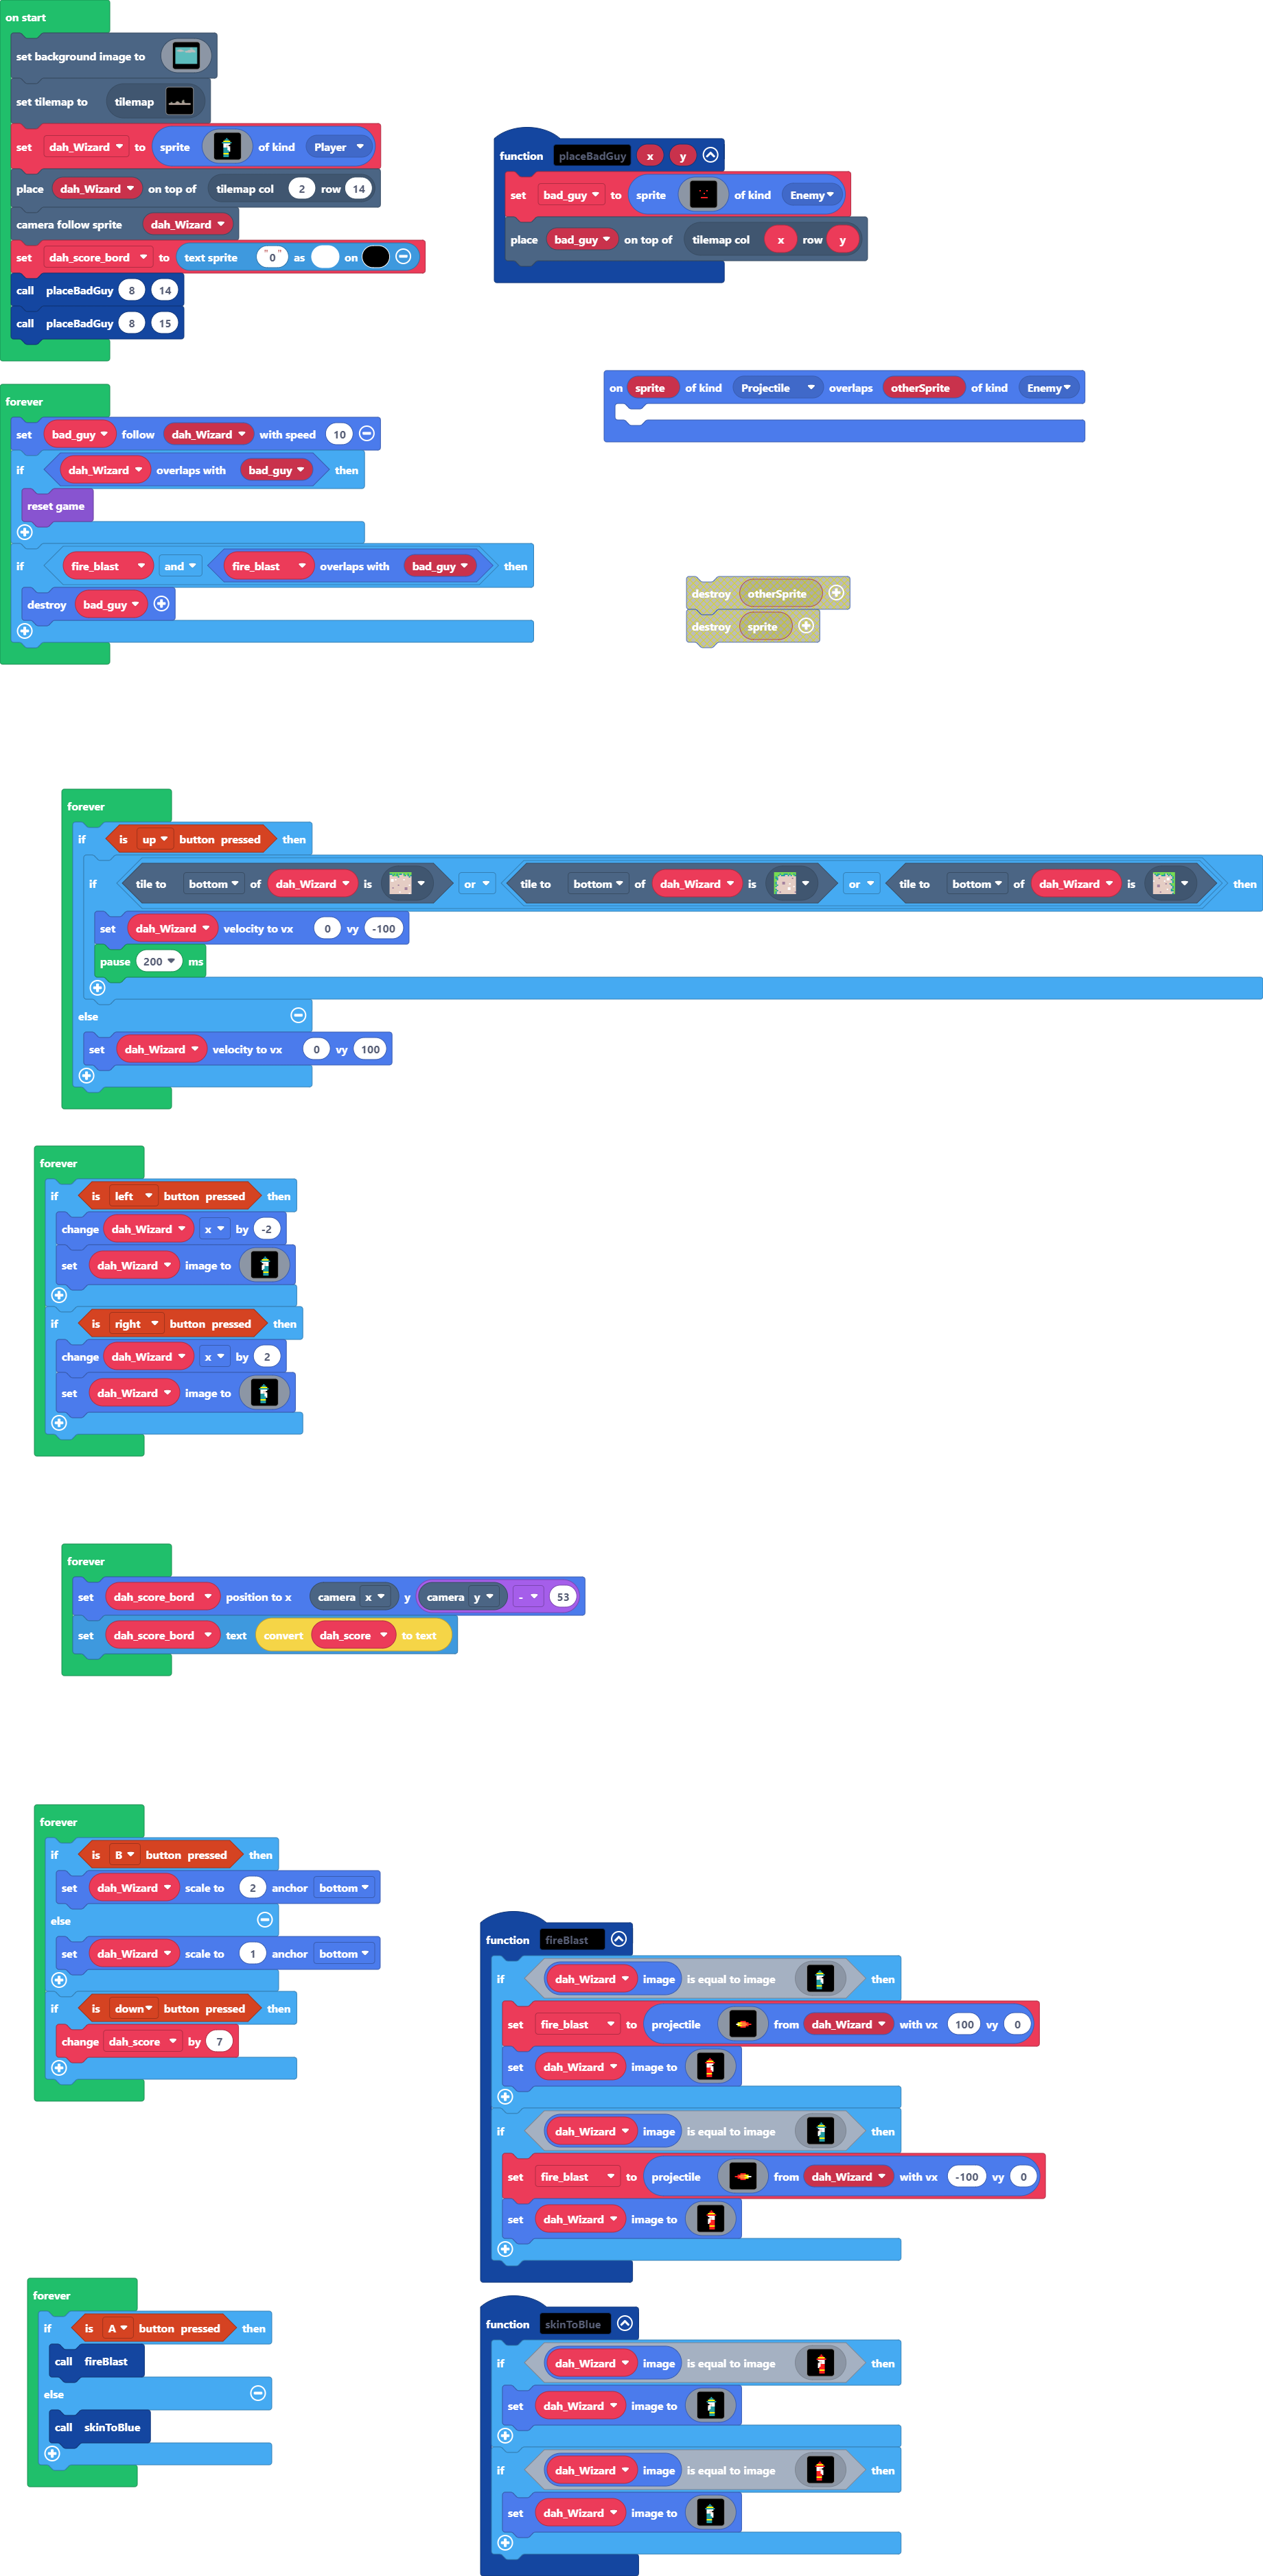 on start
set background image to
set tilemap to tilemap
set dah_Wizard to sprite of kind Player
place dah_Wizard on top of tilemap col 2 row 14
camera follow sprite dah_Wizard
set dah_score_bord to text sprite "0" as on
call placeBadGuy 8 14
call placeBadGuy 8 15
function placeBadGuy x y
set bad_guy to sprite of kind Enemy
place bad_guy on top of tilemap col x row y
on sprite of kind Projectile overlaps otherSprite of kind Enemy
forever
set bad_guy follow dah_Wizard with speed 10
if dah_Wizard overlaps with bad_guy then
reset game
if fire_blast and fire_blast overlaps with bad_guy then
destroy bad_guy
destroy otherSprite
destroy sprite
forever
if is up button pressed then
if tile to bottom of dah_Wizard is or tile to bottom of dah_Wizard is or tile to bottom of dah_Wizard is then
set dah_Wizard velocity to vx 0 vy -100
pause 200 ms
else
set dah_Wizard velocity to vx 0 vy 100
forever
if is left button pressed then
change dah_Wizard x by -2
set dah_Wizard image to
if is right button pressed then
change dah_Wizard x by 2
set dah_Wizard image to
forever
set dah_score_bord position to x camera x y camera y - 53
set dah_score_bord text convert dah_score to text
forever
if is B button pressed then
set dah_Wizard scale to 2 anchor bottom
else
set dah_Wizard scale to 1 anchor bottom
if is down button pressed then
change dah_score by 7
function fireBlast
if dah_Wizard image is equal to image then
set fire_blast to projectile from dah_Wizard with vx 100 vy 0
set dah_Wizard image to
if dah_Wizard image is equal to image then
set fire_blast to projectile from dah_Wizard with vx -100 vy 0
set dah_Wizard image to
forever
if is A button pressed then
call fireBlast
else
call skinToBlue
function skinToBlue
if dah_Wizard image is equal to image then
set dah_Wizard image to
if dah_Wizard image is equal to image then
set dah_Wizard image to